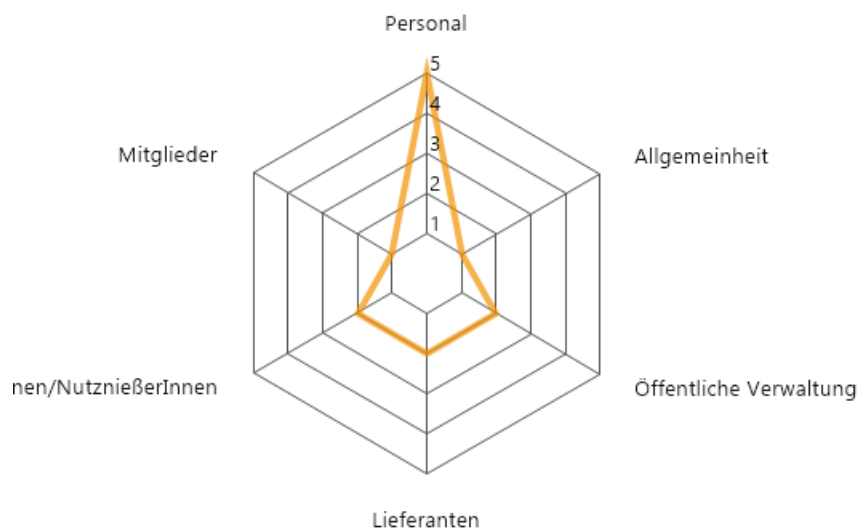 Personal
5
4
3
2
1
Mitglieder
Allgemeinheit
nen/NutznießerInnen
Öffentliche Verwaltung
Lieferanten